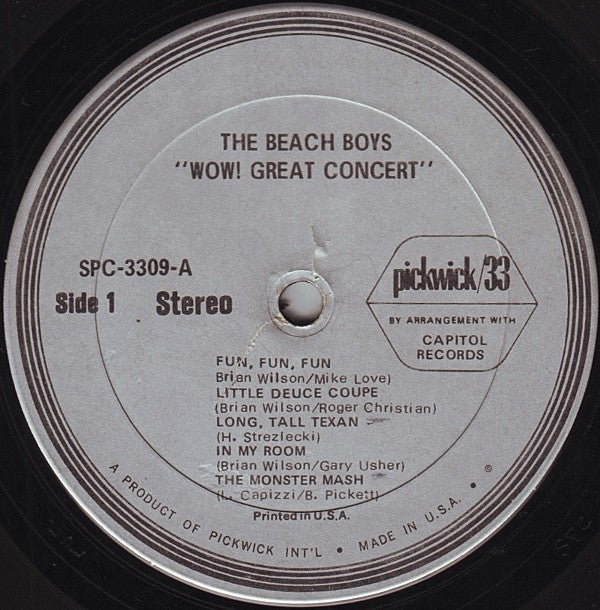 THE BEACH BOYS
"WOW! GREAT CONCERT"
SPC-3309-A
Side 1 Stereo
pickwick/33
BY ARRANGEMENT WITH
CAPITOL
RECORDS
FUN, FUN, FUN
Brian Wilson/Mike Love)
LITTLE DEUCE COUPE
(Brian Wilson/Roger Christian)
LONG, TALL TEXAN
(H. Strezlecki)
IN MY ROOM
(Brian Wilson/Gary Usher)
THE MONSTER MASH
(L. Capizzi/B. Pickett)
Printed in U.S.A.
A PRODUCT OF PICKWICK INT'L • MADE IN U.S.A. • ℗